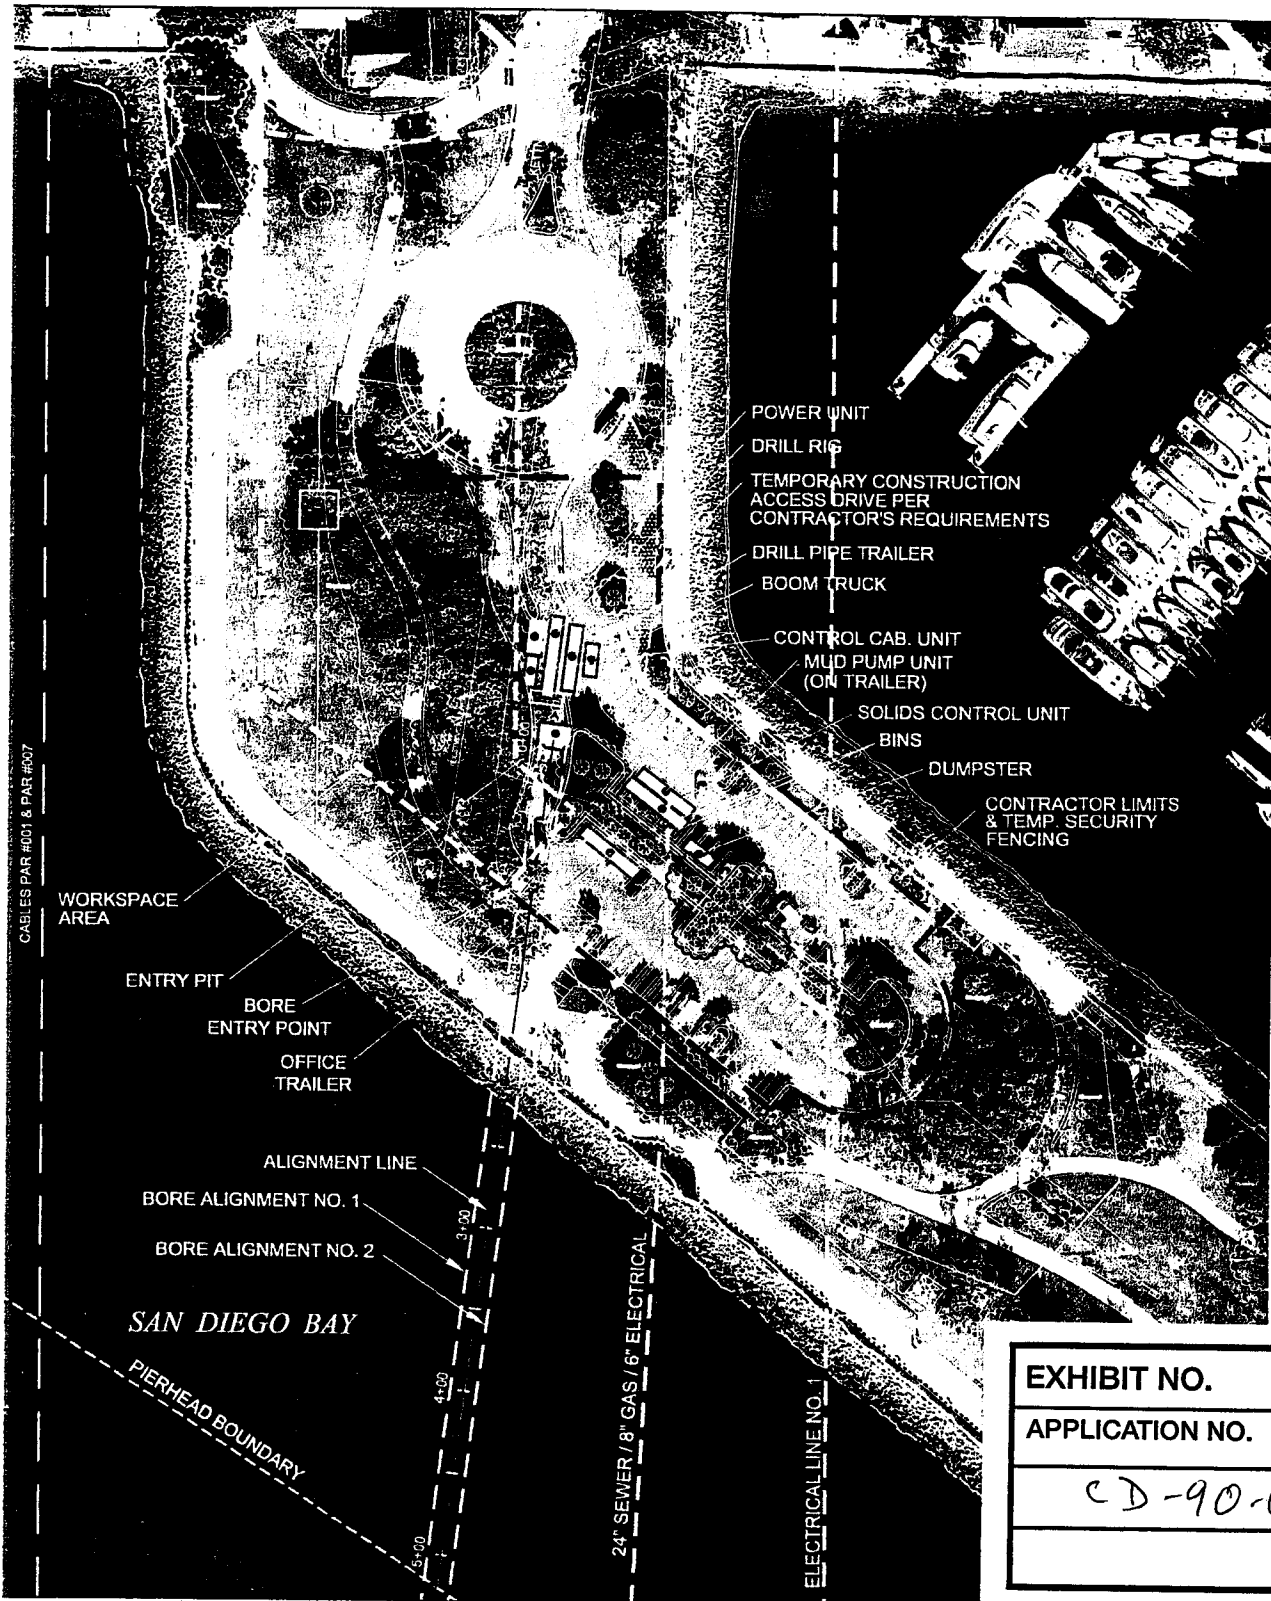 POWER UNIT
DRILL RIG
TEMPORARY CONSTRUCTION
ACCESS DRIVE PER
CONTRACTOR'S REQUIREMENTS
DRILL PIPE TRAILER
BOOM TRUCK
CONTROL CAB. UNIT
MUD PUMP UNIT
(ON TRAILER)
SOLIDS CONTROL UNIT
BINS
DUMPSTER
CONTRACTOR LIMITS
& TEMP. SECURITY
FENCING
CABLES PAR #001 & PAR #007
WORKSPACE
AREA
ENTRY PIT
BORE
ENTRY POINT
OFFICE
TRAILER
ALIGNMENT LINE
BORE ALIGNMENT NO. 1
BORE ALIGNMENT NO. 2
3+00
SAN DIEGO BAY
PIERHEAD BOUNDARY
4+00
5+00
24" SEWER / 8" GAS / 6" ELECTRICAL
ELECTRICAL LINE NO. 1
EXHIBIT NO.
APPLICATION NO.
CD-90-